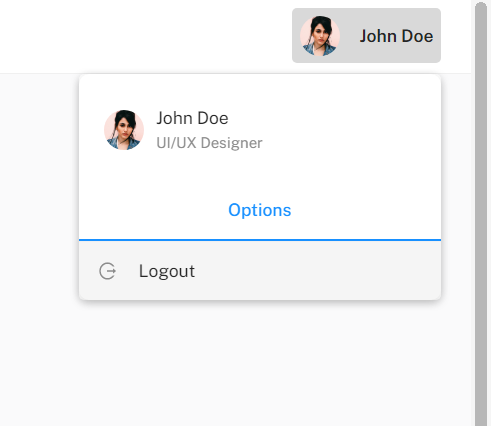 John Doe
John Doe
UI/UX Designer
Options
Logout